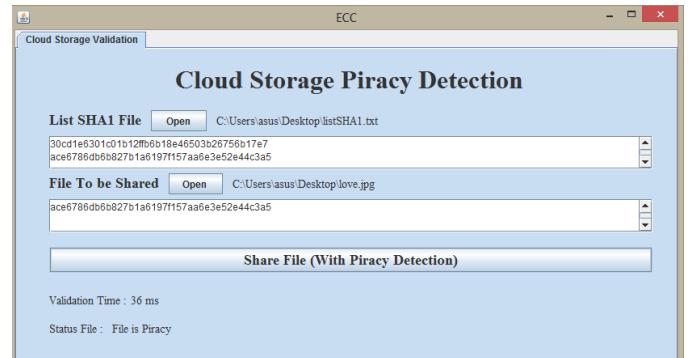 ECC
Cloud Storage Validation
Cloud Storage Piracy Detection
List SHA1 File Open C:\Users\asus\Desktop\listSHA1.txt
30cd1e6301c01b12ffb6b18e46503b26756b17e7
ace6786db6b827b1a6197f157aa6e3e52e44c3a5
File To be Shared Open C:\Users\asus\Desktop\love.jpg
ace6786db6b827b1a6197f157aa6e3e52e44c3a5
Share File (With Piracy Detection)
Validation Time : 36 ms
Status File : File is Piracy